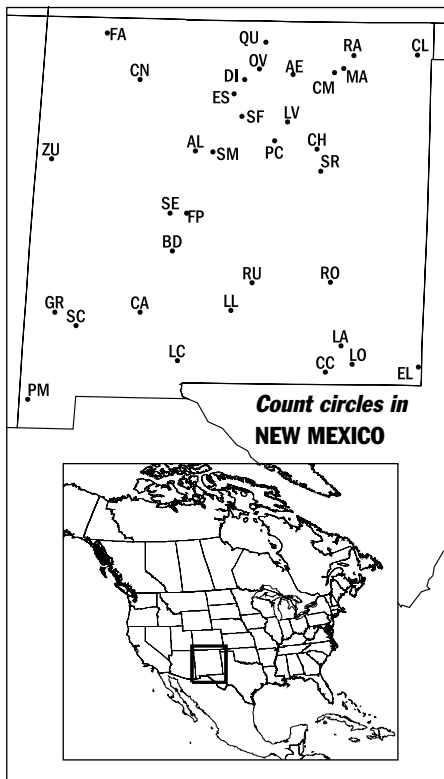 FA
QU
RA
CL
OV
CN
DI
AE
CM
MA
ES
SF
LV
AL
SM
PC
CH
ZU
SR
SE
FP
BD
RU
RO
GR
SC
CA
LL
LA
LC
CC
LO
EL
PM
Count circles in
NEW MEXICO